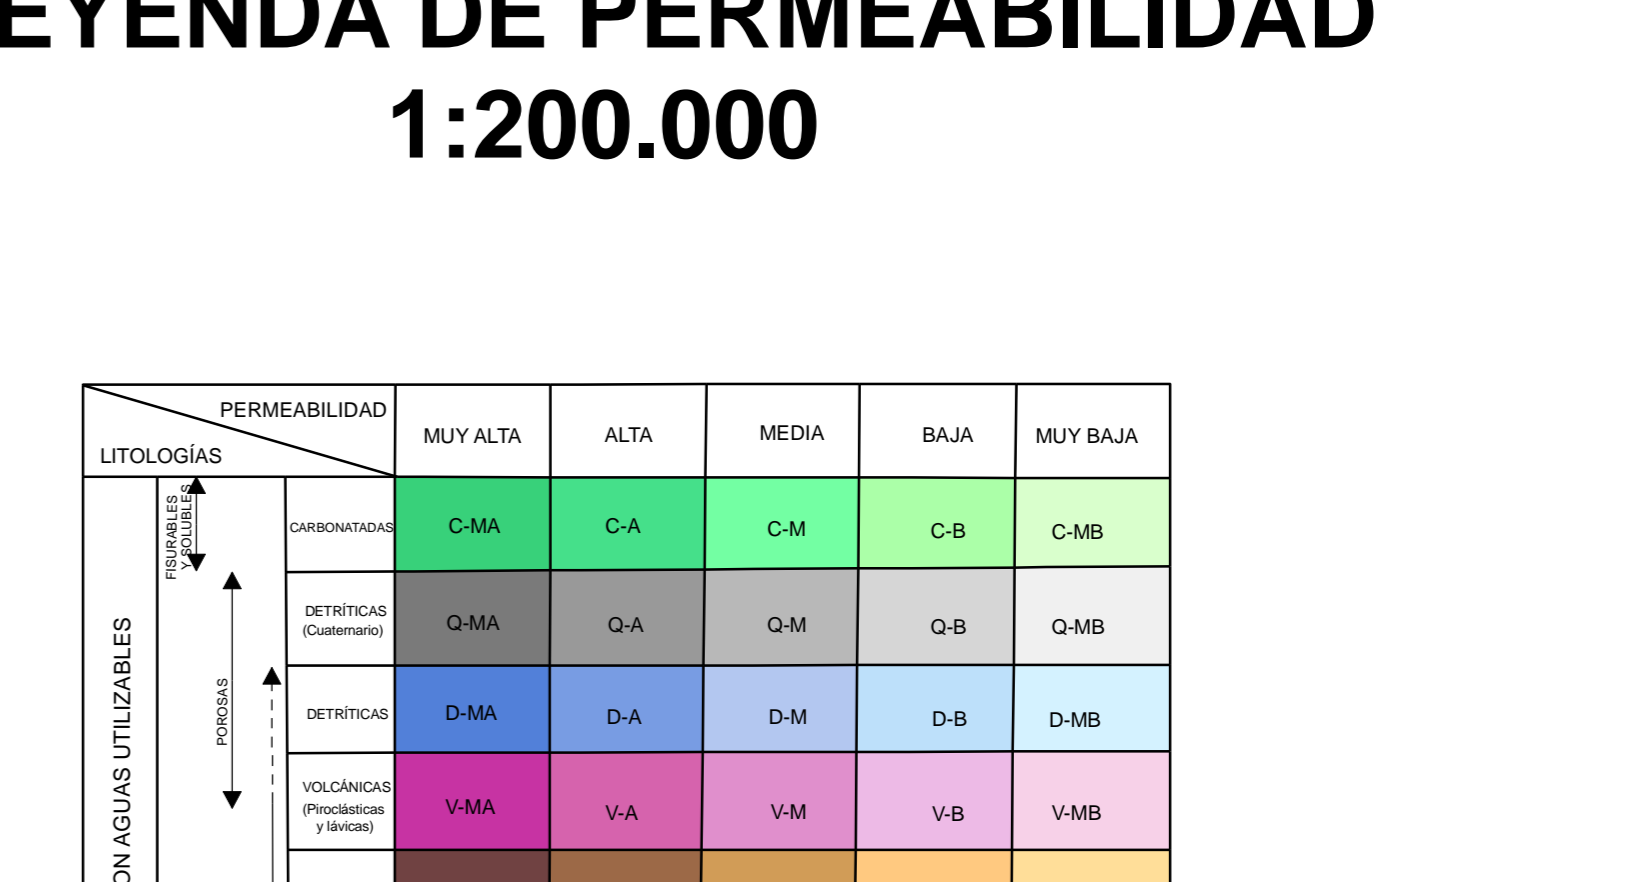 EYENDA DE PERMEABILIDAD
1:200.000
PERMEABILIDAD
LITOLOGÍAS
MUY ALTA
ALTA
MEDIA
BAJA
MUY BAJA
ON AGUAS UTILIZABLES
FISURABLES
Y SOLUBLES
POROSAS
CARBONATADAS
C-MA
C-A
C-M
C-B
C-MB
DETRÍTICAS
(Cuaternario)
Q-MA
Q-A
Q-M
Q-B
Q-MB
DETRÍTICAS
D-MA
D-A
D-M
D-B
D-MB
VOLCÁNICAS
(Piroclásticas
y lávicas)
V-MA
V-A
V-M
V-B
V-MB